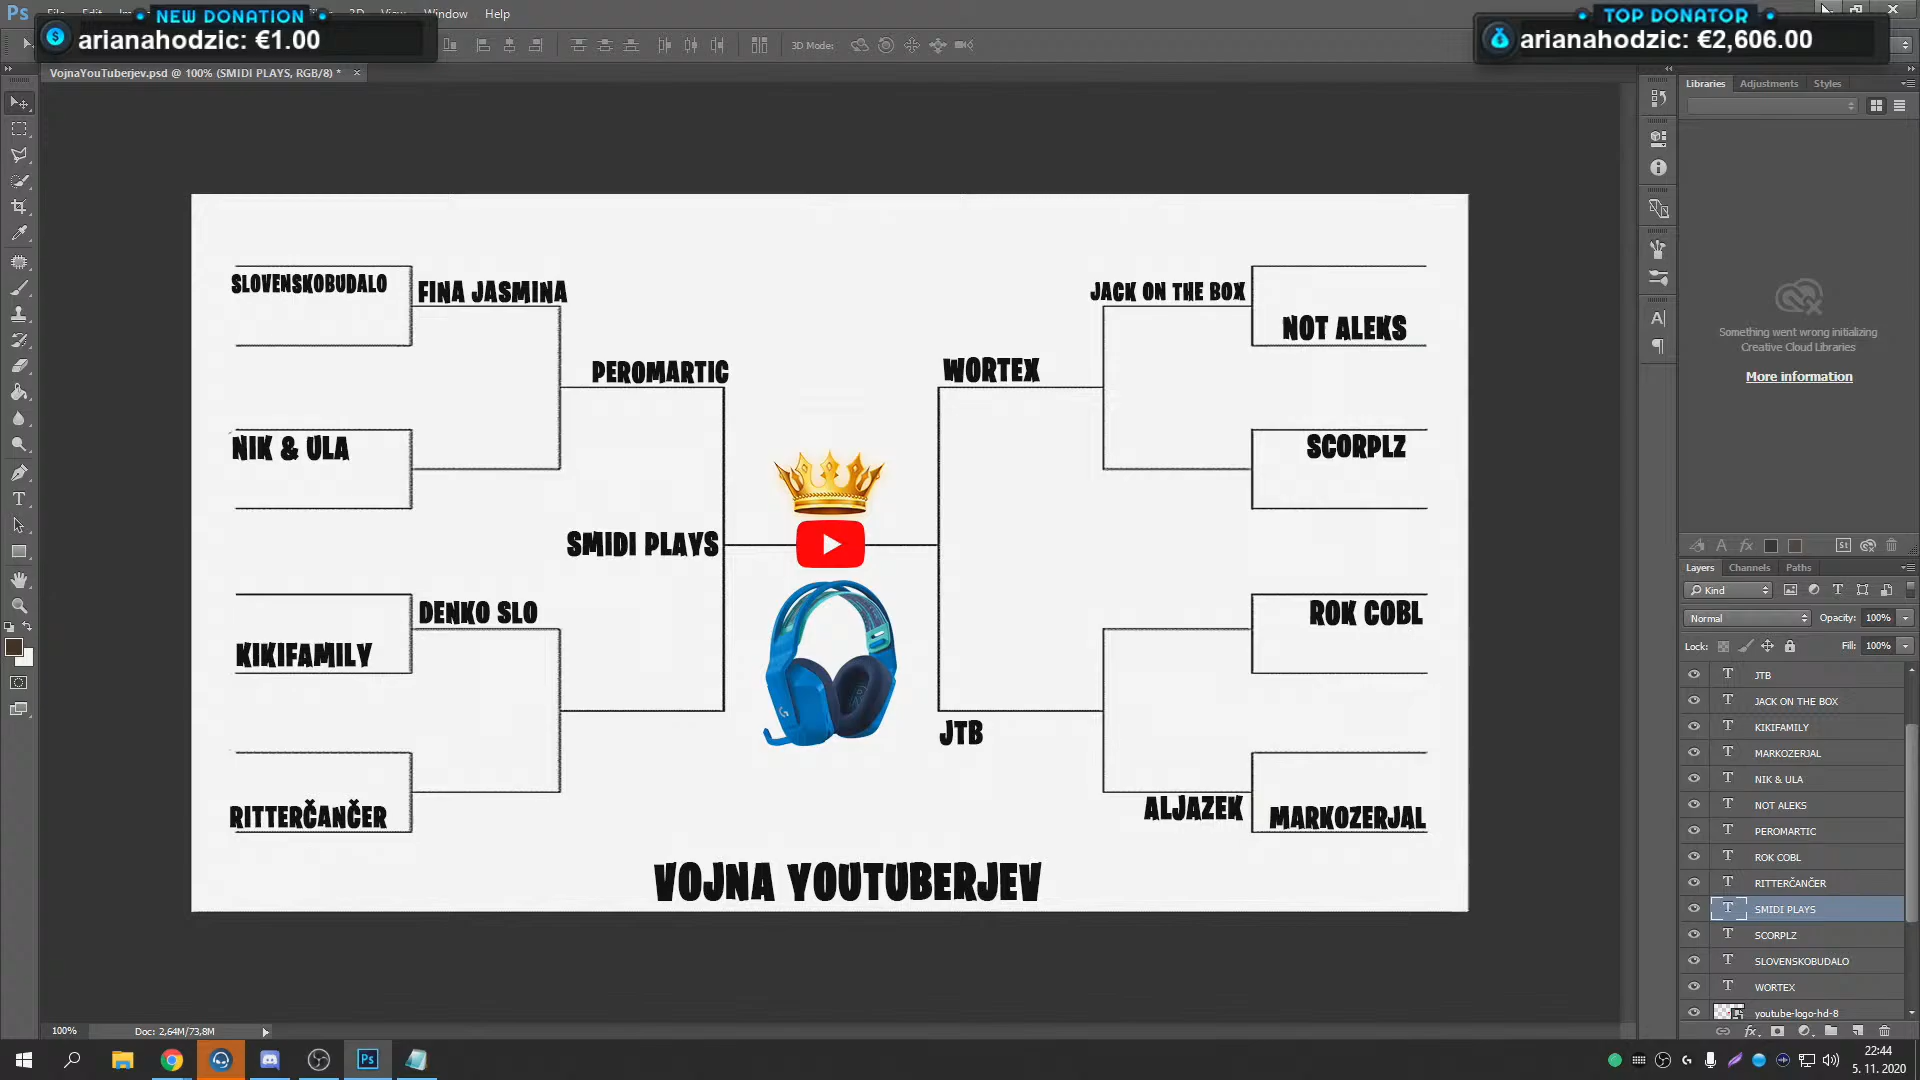 NEW DONATION
arianahodzic: €1.00
TOP DONATOR
arianahodzic: €2,606.00
Ps
View
Window
Help
3D Mode:
VojnaYouTuberjev.psd @ 100% (SMIDI PLAYS, RGB/8) *
SLOVENSKOBUDALO
FINA JASMINA
JACK ON THE BOX
NOT ALEKS
PEROMARTIC
WORTEX
NIK & ULA
SCORPLZ
SMIDI PLAYS
DENKO SLO
ROK COBL
KIKIFAMILY
JTB
RITTERČANČER
ALJAZEK
MARKOZERJAL
VOJNA YOUTUBERJEV
Libraries
Adjustments
Styles
Something went wrong initializing
Creative Cloud Libraries
More information
Layers
Channels
Paths
Kind
Normal
Opacity: 100%
Lock:
Fill: 100%
JTB
JACK ON THE BOX
KIKIFAMILY
MARKOZERJAL
NIK & ULA
NOT ALEKS
PEROMARTIC
ROK COBL
RITTERČANČER
SMIDI PLAYS
SCORPLZ
SLOVENSKOBUDALO
WORTEX
youtube-logo-hd-8
100%
Doc: 2,64M/73,8M
Ps
22:44
5. 11. 2020